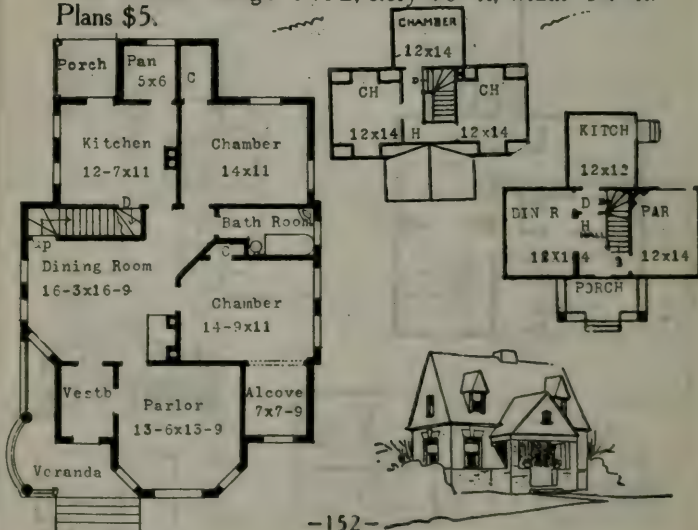 Plans $5.
Porch
Pan
5x6
C
Kitchen
12-7x11
Chamber
14x11
D
Up
Bath Room
C
Dining Room
16-3x16-9
Chamber
14-9x11
Vestb
Parlor
13-6x13-9
Alcove
7x7-9
Veranda
CHAMBER
12x14
D
CH
CH
12x14
H
12x14
KITCH
12x12
DIN R
D
PAR
H
HALL
12X14
12x14
PORCH
-152-